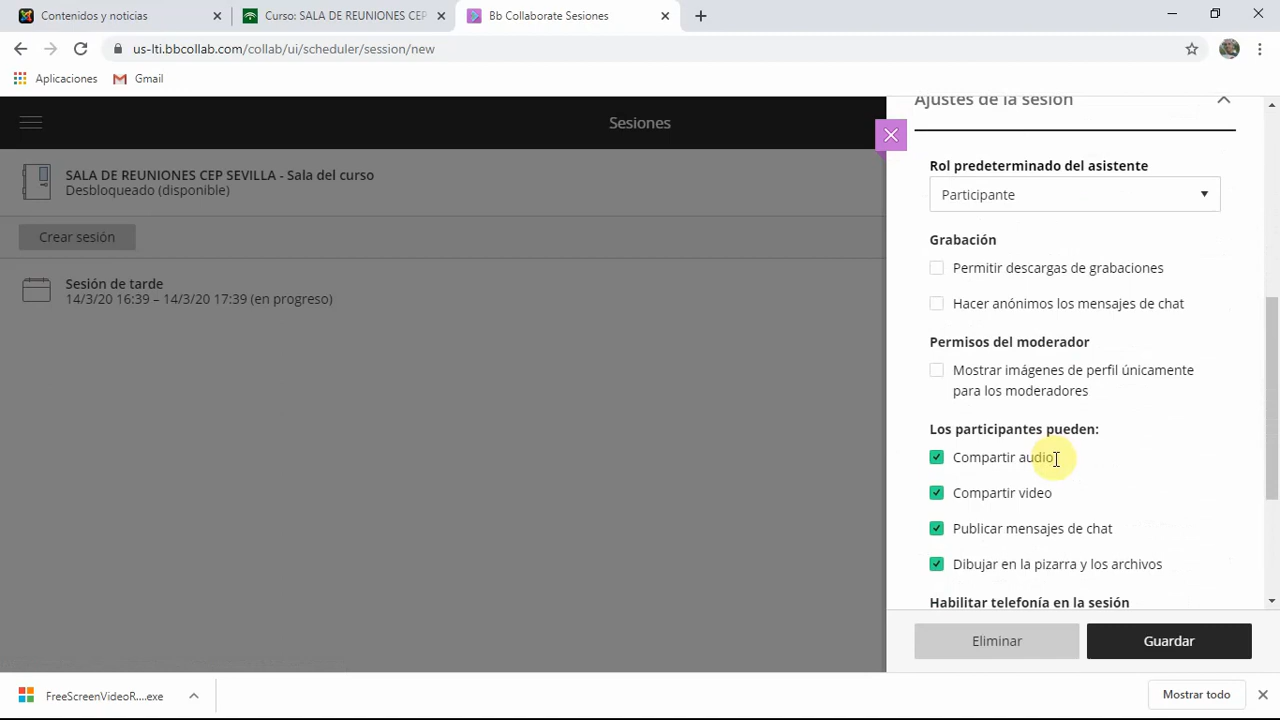 Contenidos y noticias
Curso: SALA DE REUNIONES CEP
Bb Collaborate Sesiones
us-lti.bbcollab.com/collab/ui/scheduler/session/new
Aplicaciones
Gmail
Sesiones
SALA DE REUNIONES CEP SEVILLA - Sala del curso
Desbloqueado (disponible)
Crear sesión
Sesión de tarde
14/3/20 16:39 – 14/3/20 17:39 (en progreso)
Ajustes de la sesión
Rol predeterminado del asistente
Participante
Grabación
Permitir descargas de grabaciones
Hacer anónimos los mensajes de chat
Permisos del moderador
Mostrar imágenes de perfil únicamente
para los moderadores
Los participantes pueden:
Compartir audio
Compartir video
Publicar mensajes de chat
Dibujar en la pizarra y los archivos
Habilitar telefonía en la sesión
Eliminar
Guardar
FreeScreenVideoR....exe
Mostrar todo